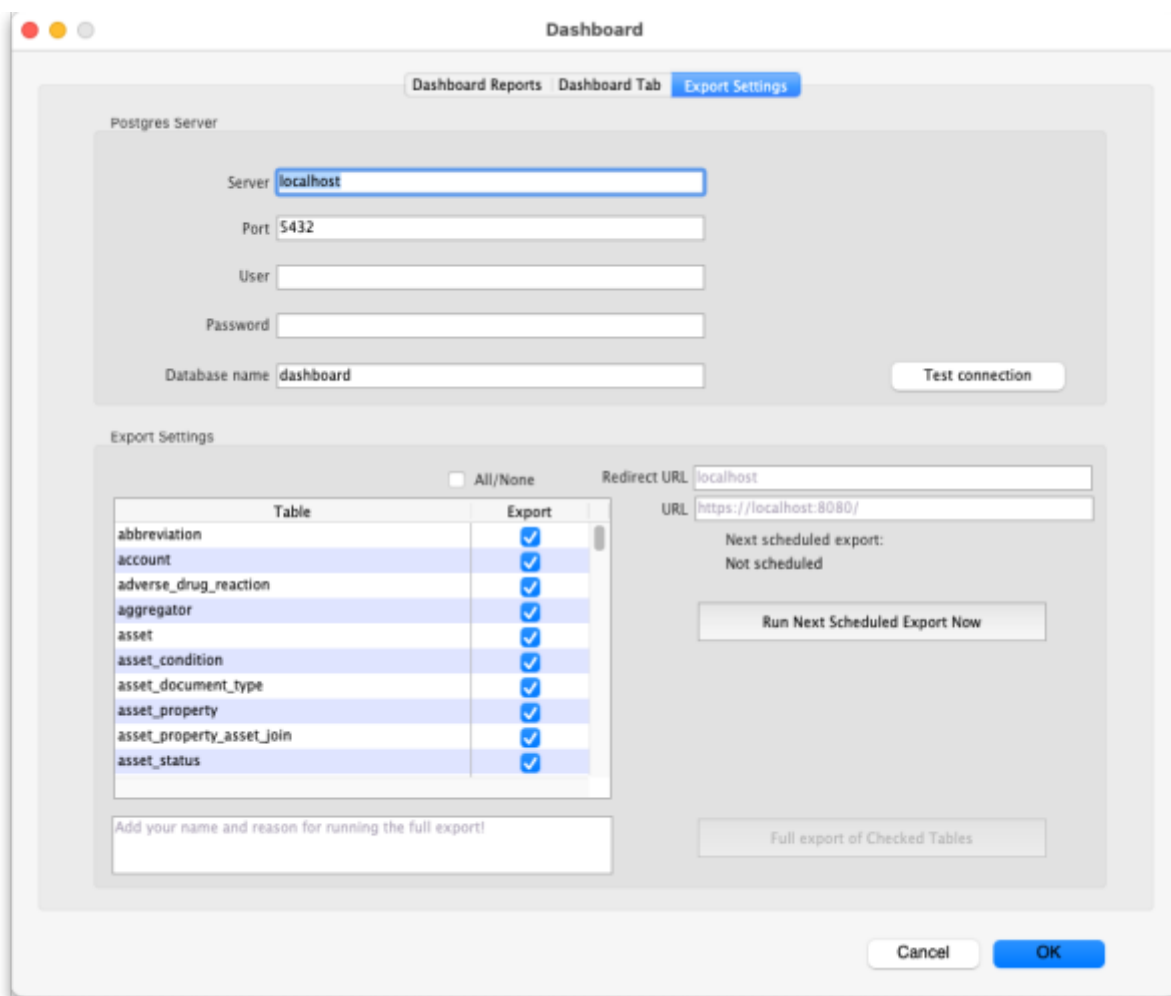 Dashboard
Dashboard Reports Dashboard Tab Export Settings
Postgres Server
Server localhost
Port 5432
User
Password
Database name dashboard Test connection
Export Settings
All/None
Redirect URL localhost
URL https://localhost:8080/
Table Export
abbreviation
account
adverse_drug_reaction
aggregator
asset
asset_condition
asset_document_type
asset_property
asset_property_asset_join
asset_status
Next scheduled export:
Not scheduled
Run Next Scheduled Export Now
Add your name and reason for running the full export!
Full export of Checked Tables
Cancel OK